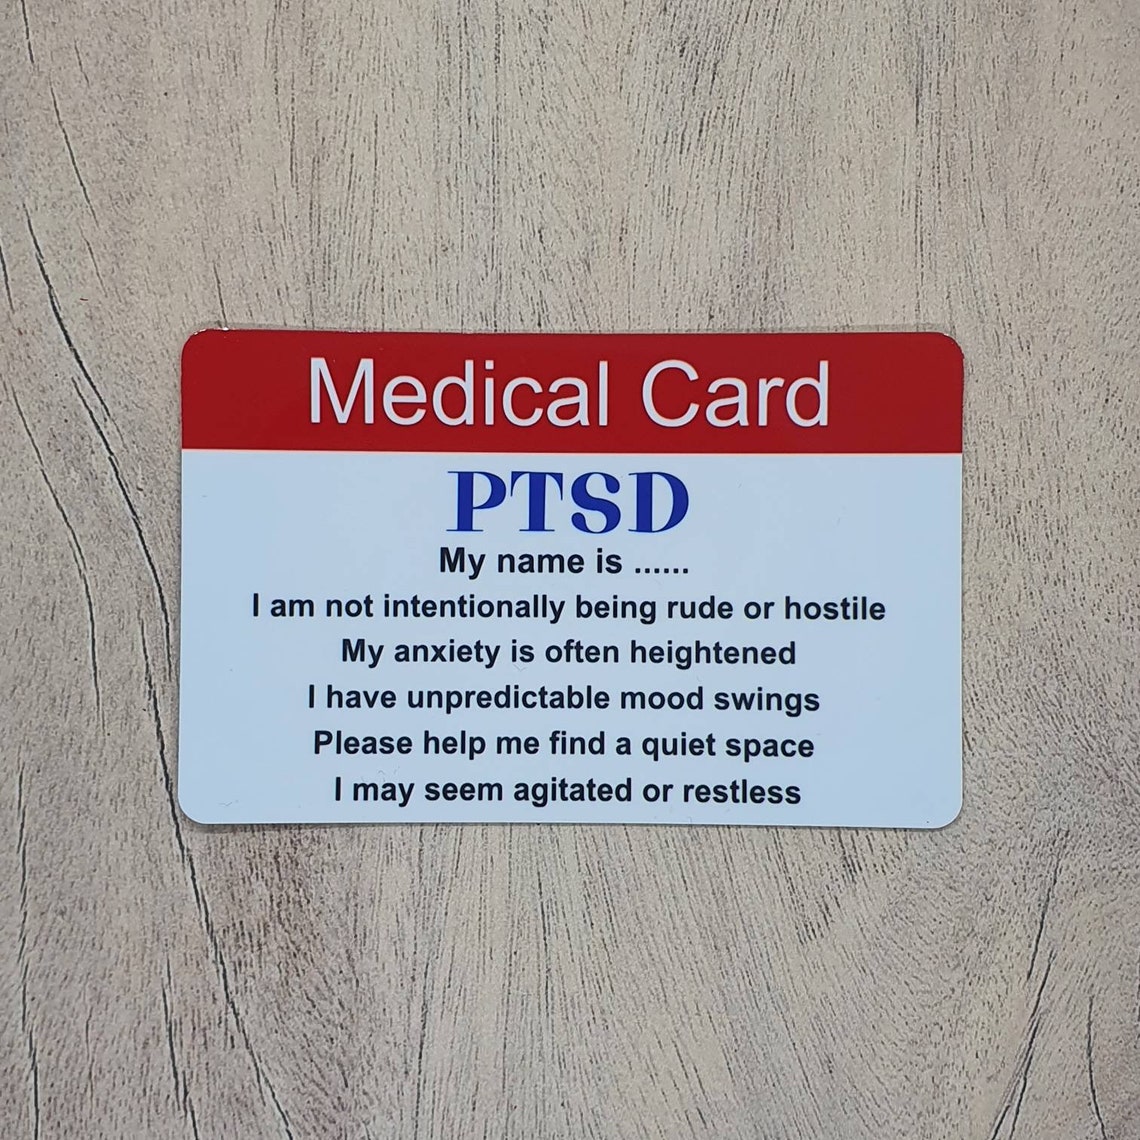 Medical Card
PTSD
My name is ......
I am not intentionally being rude or hostile
My anxiety is often heightened
I have unpredictable mood swings
Please help me find a quiet space
I may seem agitated or restless